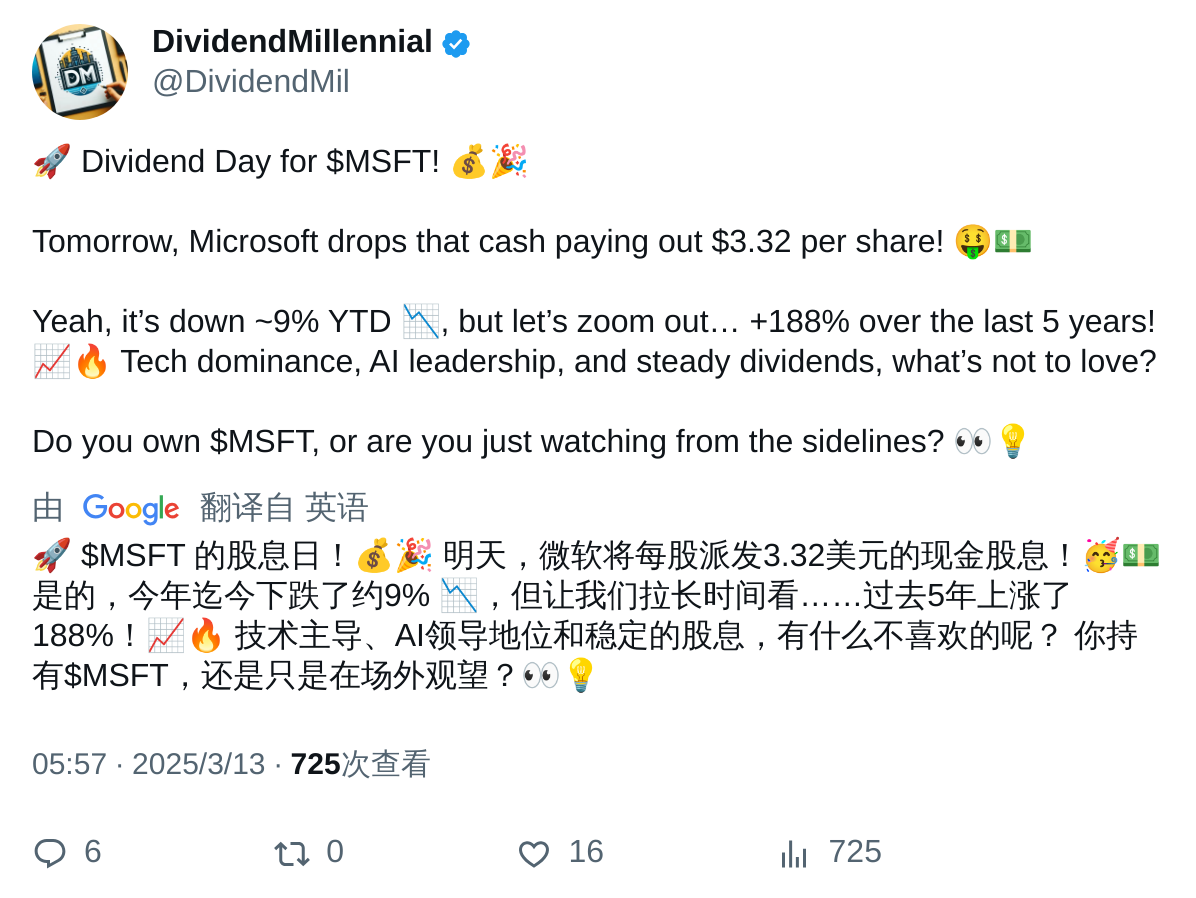 DM
DividendMillennial
@DividendMil
🚀 Dividend Day for $MSFT! 💰🎉
Tomorrow, Microsoft drops that cash paying out $3.32 per share! 🤑💵
Yeah, it’s down ~9% YTD 📉, but let’s zoom out… +188% over the last 5 years!
📈🔥 Tech dominance, AI leadership, and steady dividends, what’s not to love?
Do you own $MSFT, or are you just watching from the sidelines? 👀💡
由 Google 翻译自 英语
🚀 $MSFT 的股息日！💰🎉 明天，微软将每股派发3.32美元的现金股息！🥳💵
是的，今年迄今下跌了约9% 📉，但让我们拉长时间看……过去5年上涨了
188%！📈🔥 技术主导、AI领导地位和稳定的股息，有什么不喜欢的呢？ 你持
有$MSFT，还是只是在场外观望？👀💡
05:57 · 2025/3/13 · 725次查看
6 0 16 725